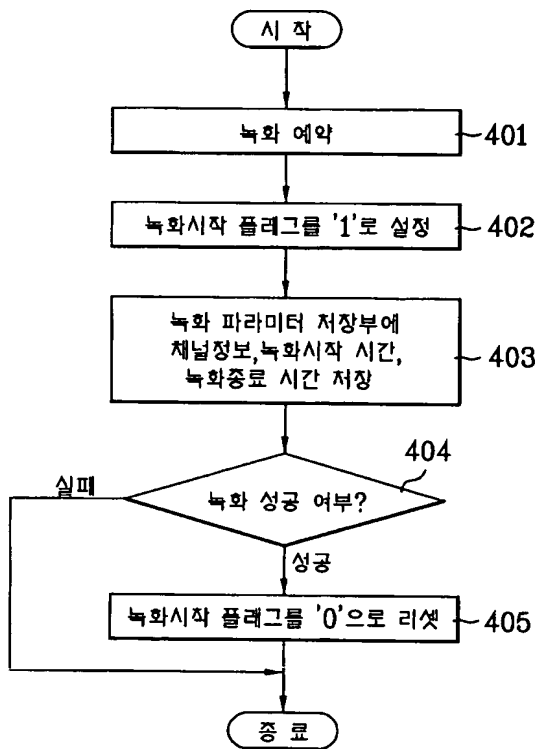 시 작
녹화 예약
401
녹화시작 플래그를 '1'로 설정
402
녹화 파라미터 저장부에
채널정보,녹화시작 시간,
녹화종료 시간 저장
403
404
녹화 성공 여부?
실패
성공
녹화시작 플래그를 '0'으로 리셋
405
종 료